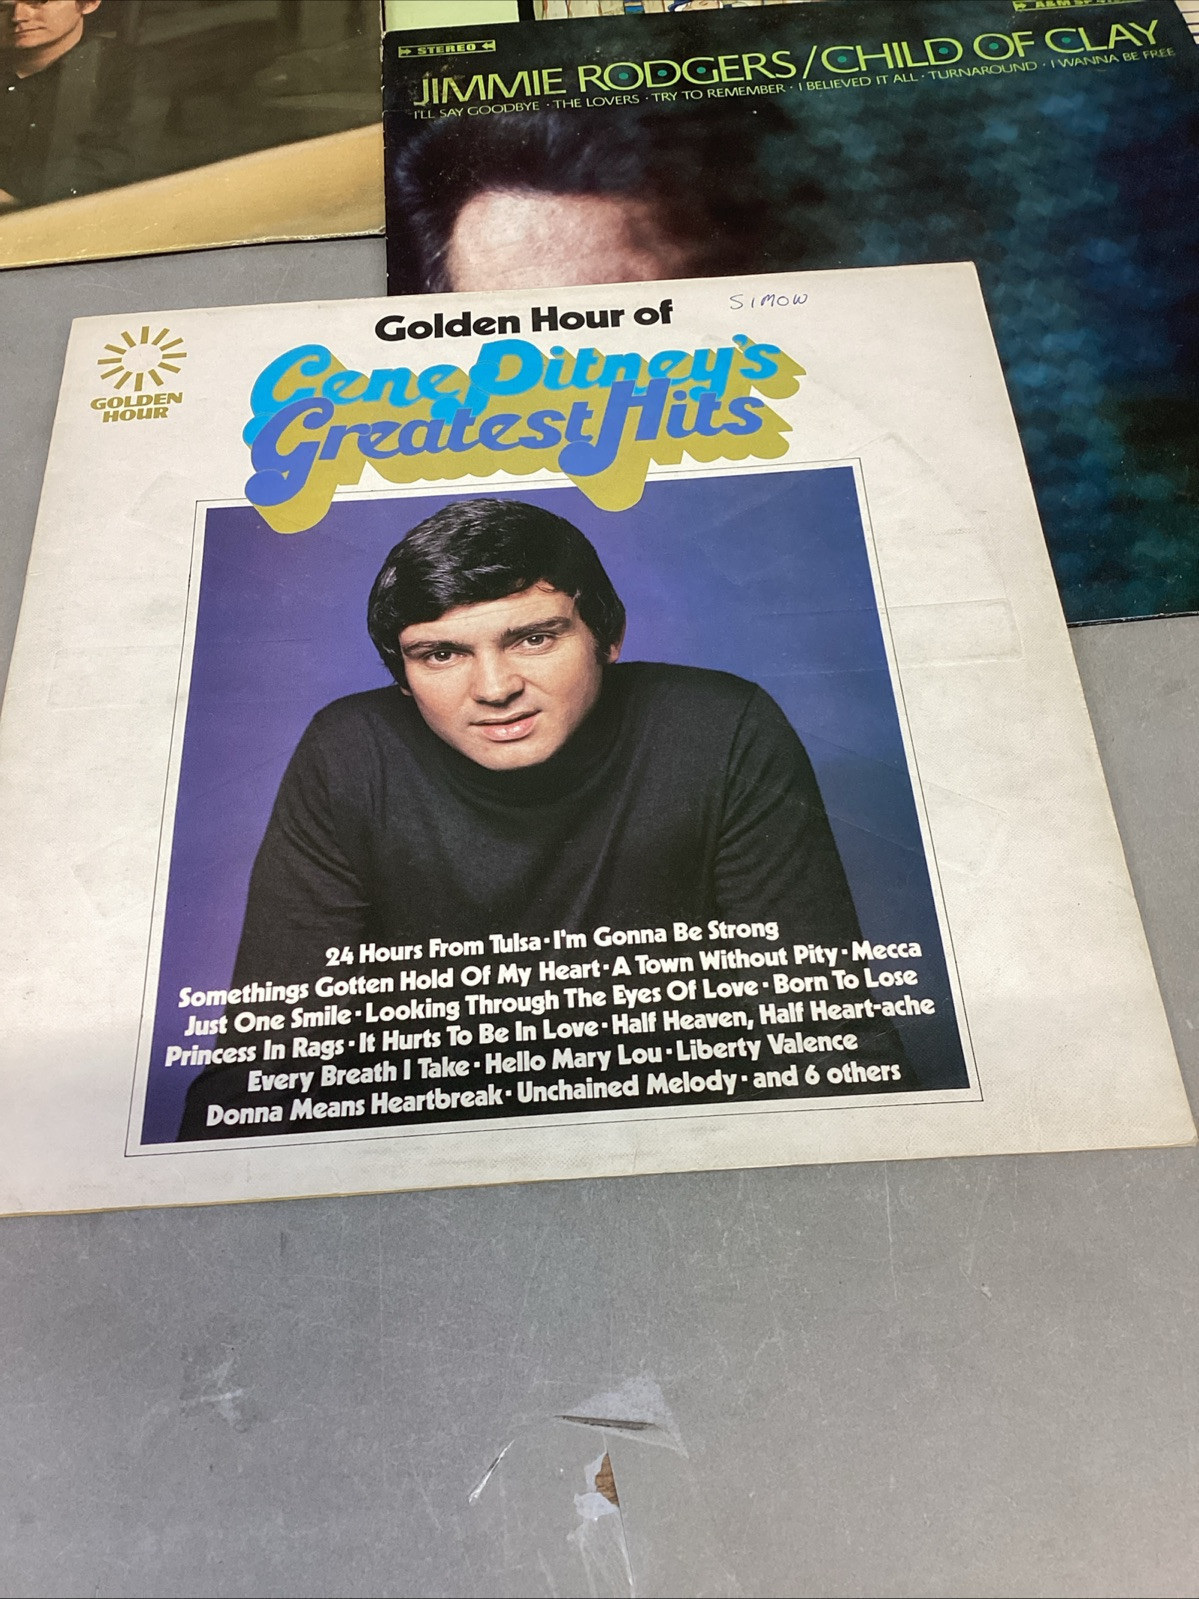 STEREO
A&M SP
JIMMIE RODGERS/CHILD OF CLAY
I'LL SAY GOODBYE · THE LOVERS · TRY TO REMEMBER · I BELIEVED IT ALL · TURNAROUND · I WANNA BE FREE
SIMOW
Golden Hour of
Gene Pitney's
Greatest Hits
GOLDEN
HOUR
24 Hours From Tulsa · I'm Gonna Be Strong
Somethings Gotten Hold Of My Heart · A Town Without Pity · Mecca
Just One Smile · Looking Through The Eyes Of Love · Born To Lose
Princess In Rags · It Hurts To Be In Love · Half Heaven, Half Heart-ache
Every Breath I Take · Hello Mary Lou · Liberty Valence
Donna Means Heartbreak · Unchained Melody · and 6 others